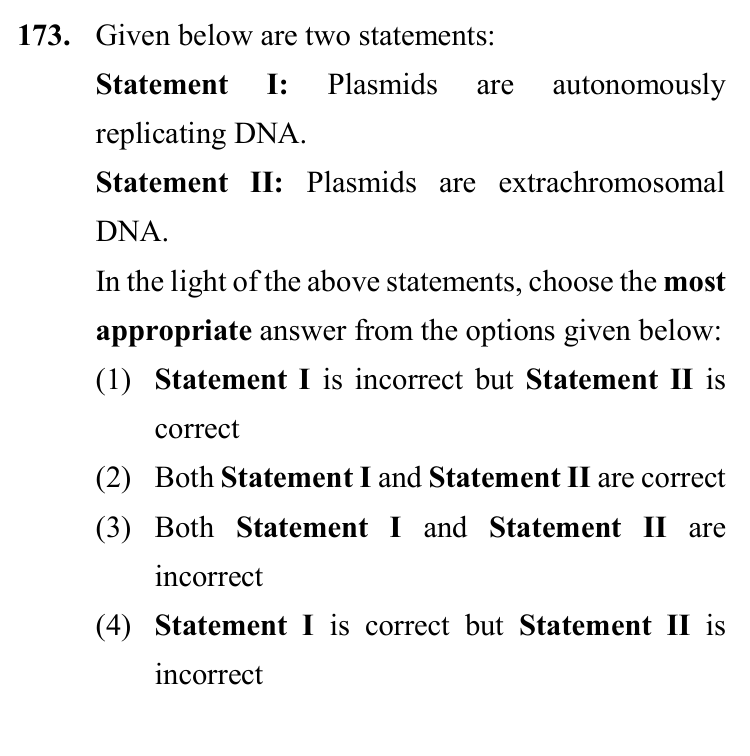 173. Given below are two statements:
Statement I: Plasmids are autonomously
replicating DNA.
Statement II: Plasmids are extrachromosomal
DNA.
In the light of the above statements, choose the most
appropriate answer from the options given below:
(1) Statement I is incorrect but Statement II is
correct
(2) Both Statement I and Statement II are correct
(3) Both Statement I and Statement II are
incorrect
(4) Statement I is correct but Statement II is
incorrect